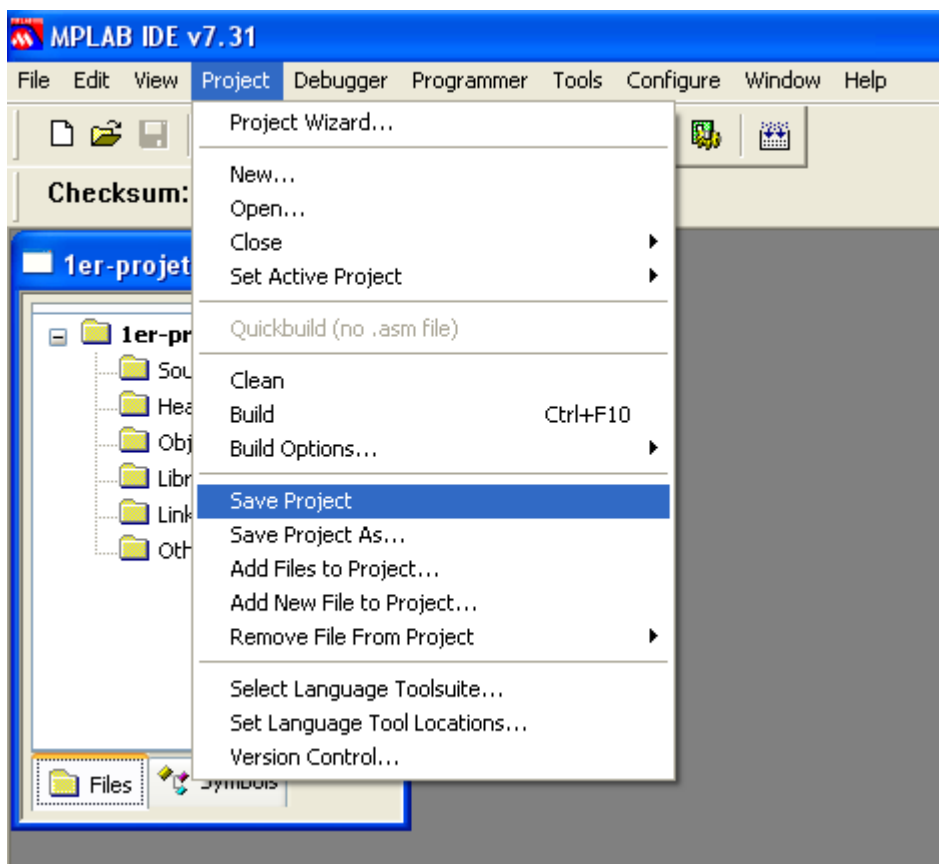 MPLAB IDE v7.31
File Edit View Project Debugger Programmer Tools Configure Window Help
Project Wizard...
New...
Checksum:
Open...
Close
Set Active Project
1er-projet
Quickbuild (no .asm file)
1er-pr
Sou
Clean
Hea
Build Ctrl+F10
Obj
Build Options...
Libr
Save Project
Link
Save Project As...
Oth
Add Files to Project...
Add New File to Project...
Remove File From Project
Select Language Toolsuite...
Set Language Tool Locations...
Version Control...
Files Symbols